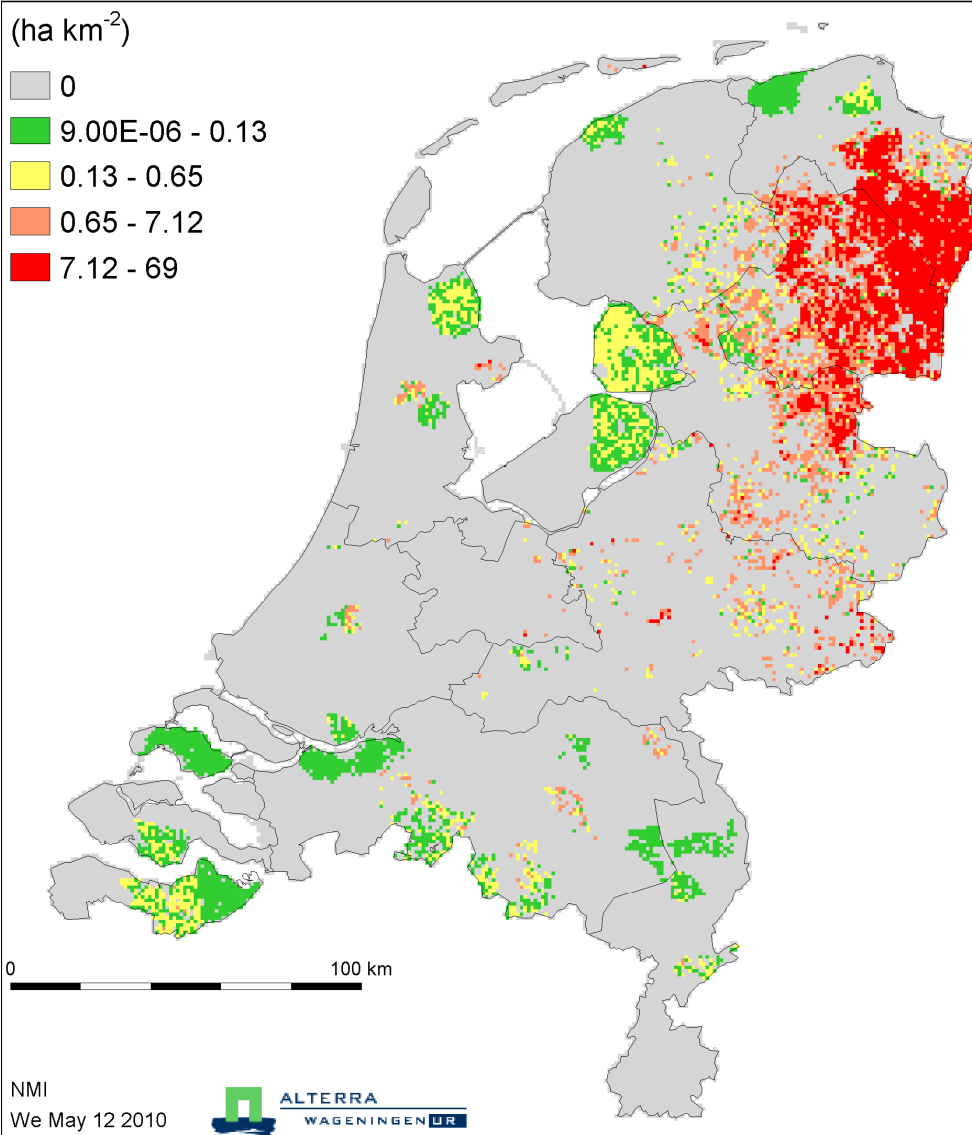 (ha km-2)
0
9.00E-06 - 0.13
0.13 - 0.65
0.65 - 7.12
7.12 - 69
0 100 km
NMI
We May 12 2010
ALTERRA
WAGENINGEN UR